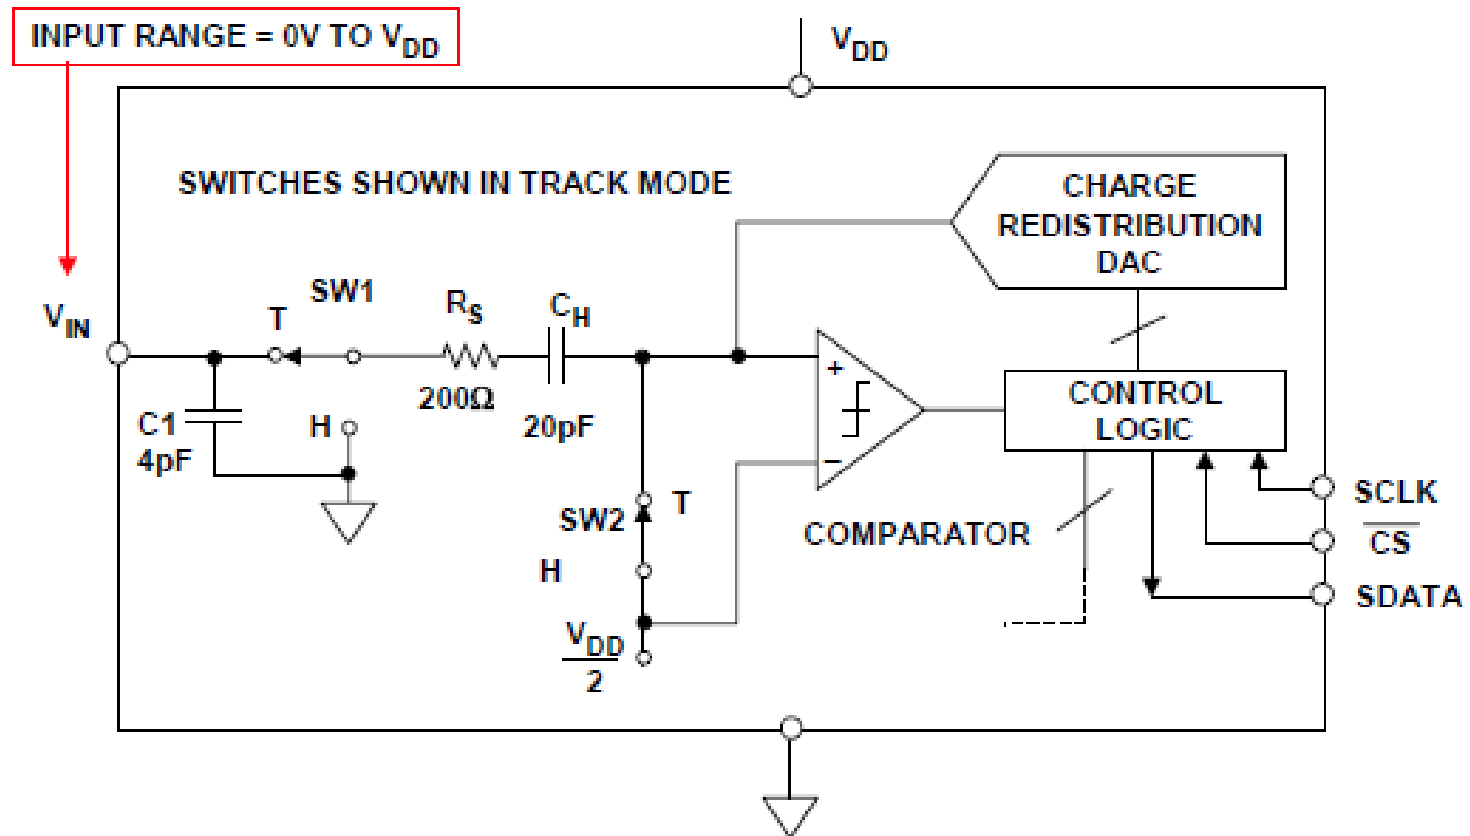 INPUT RANGE = 0V TO VDD
VDD
SWITCHES SHOWN IN TRACK MODE
CHARGE
REDISTRIBUTION
DAC
VIN
T
SW1
RS
CH
200Ω
20pF
C1
4pF
H
+
−
CONTROL
LOGIC
SW2
T
H
COMPARATOR
VDD
2
SCLK
CS
SDATA